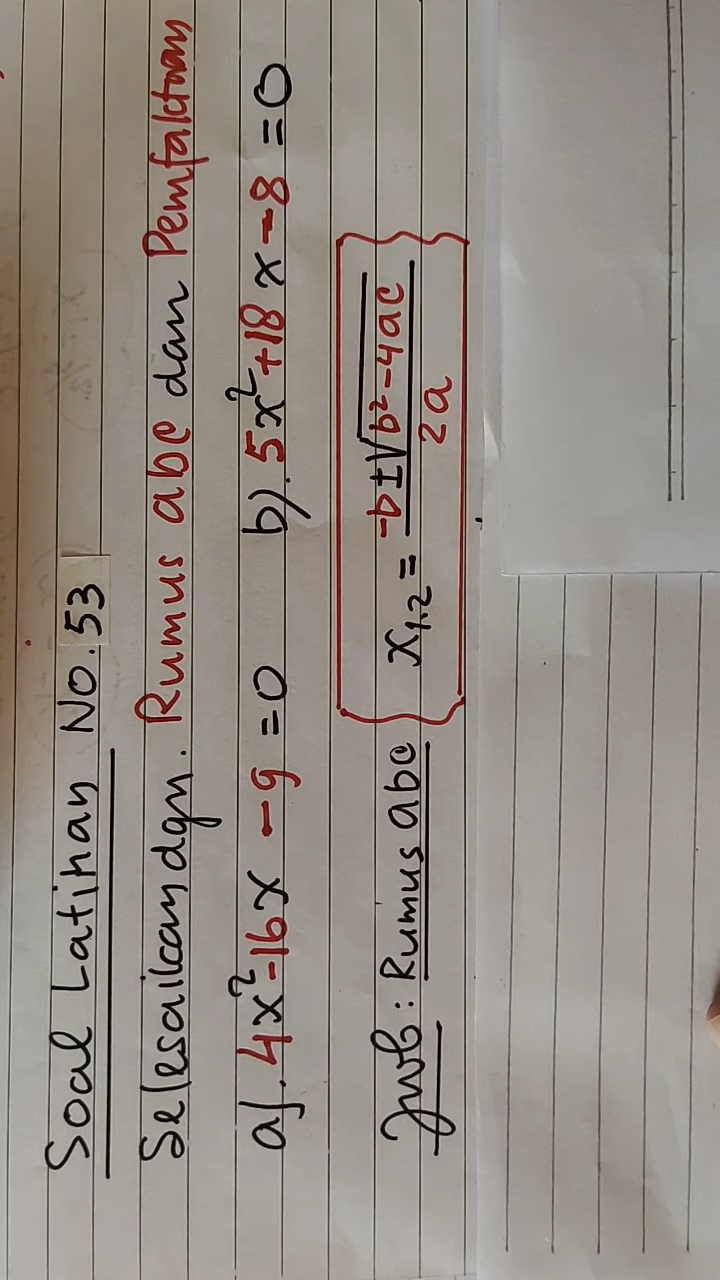 Soal Latihan No. 53
Selesaikan dgn. Rumus abc dan Pemfaktoran
a). 4x²-16x-9=0 b). 5x²+18x-8=0
Jwb: Rumus abc x₁.₂ = -b±√b²-4ac / 2a